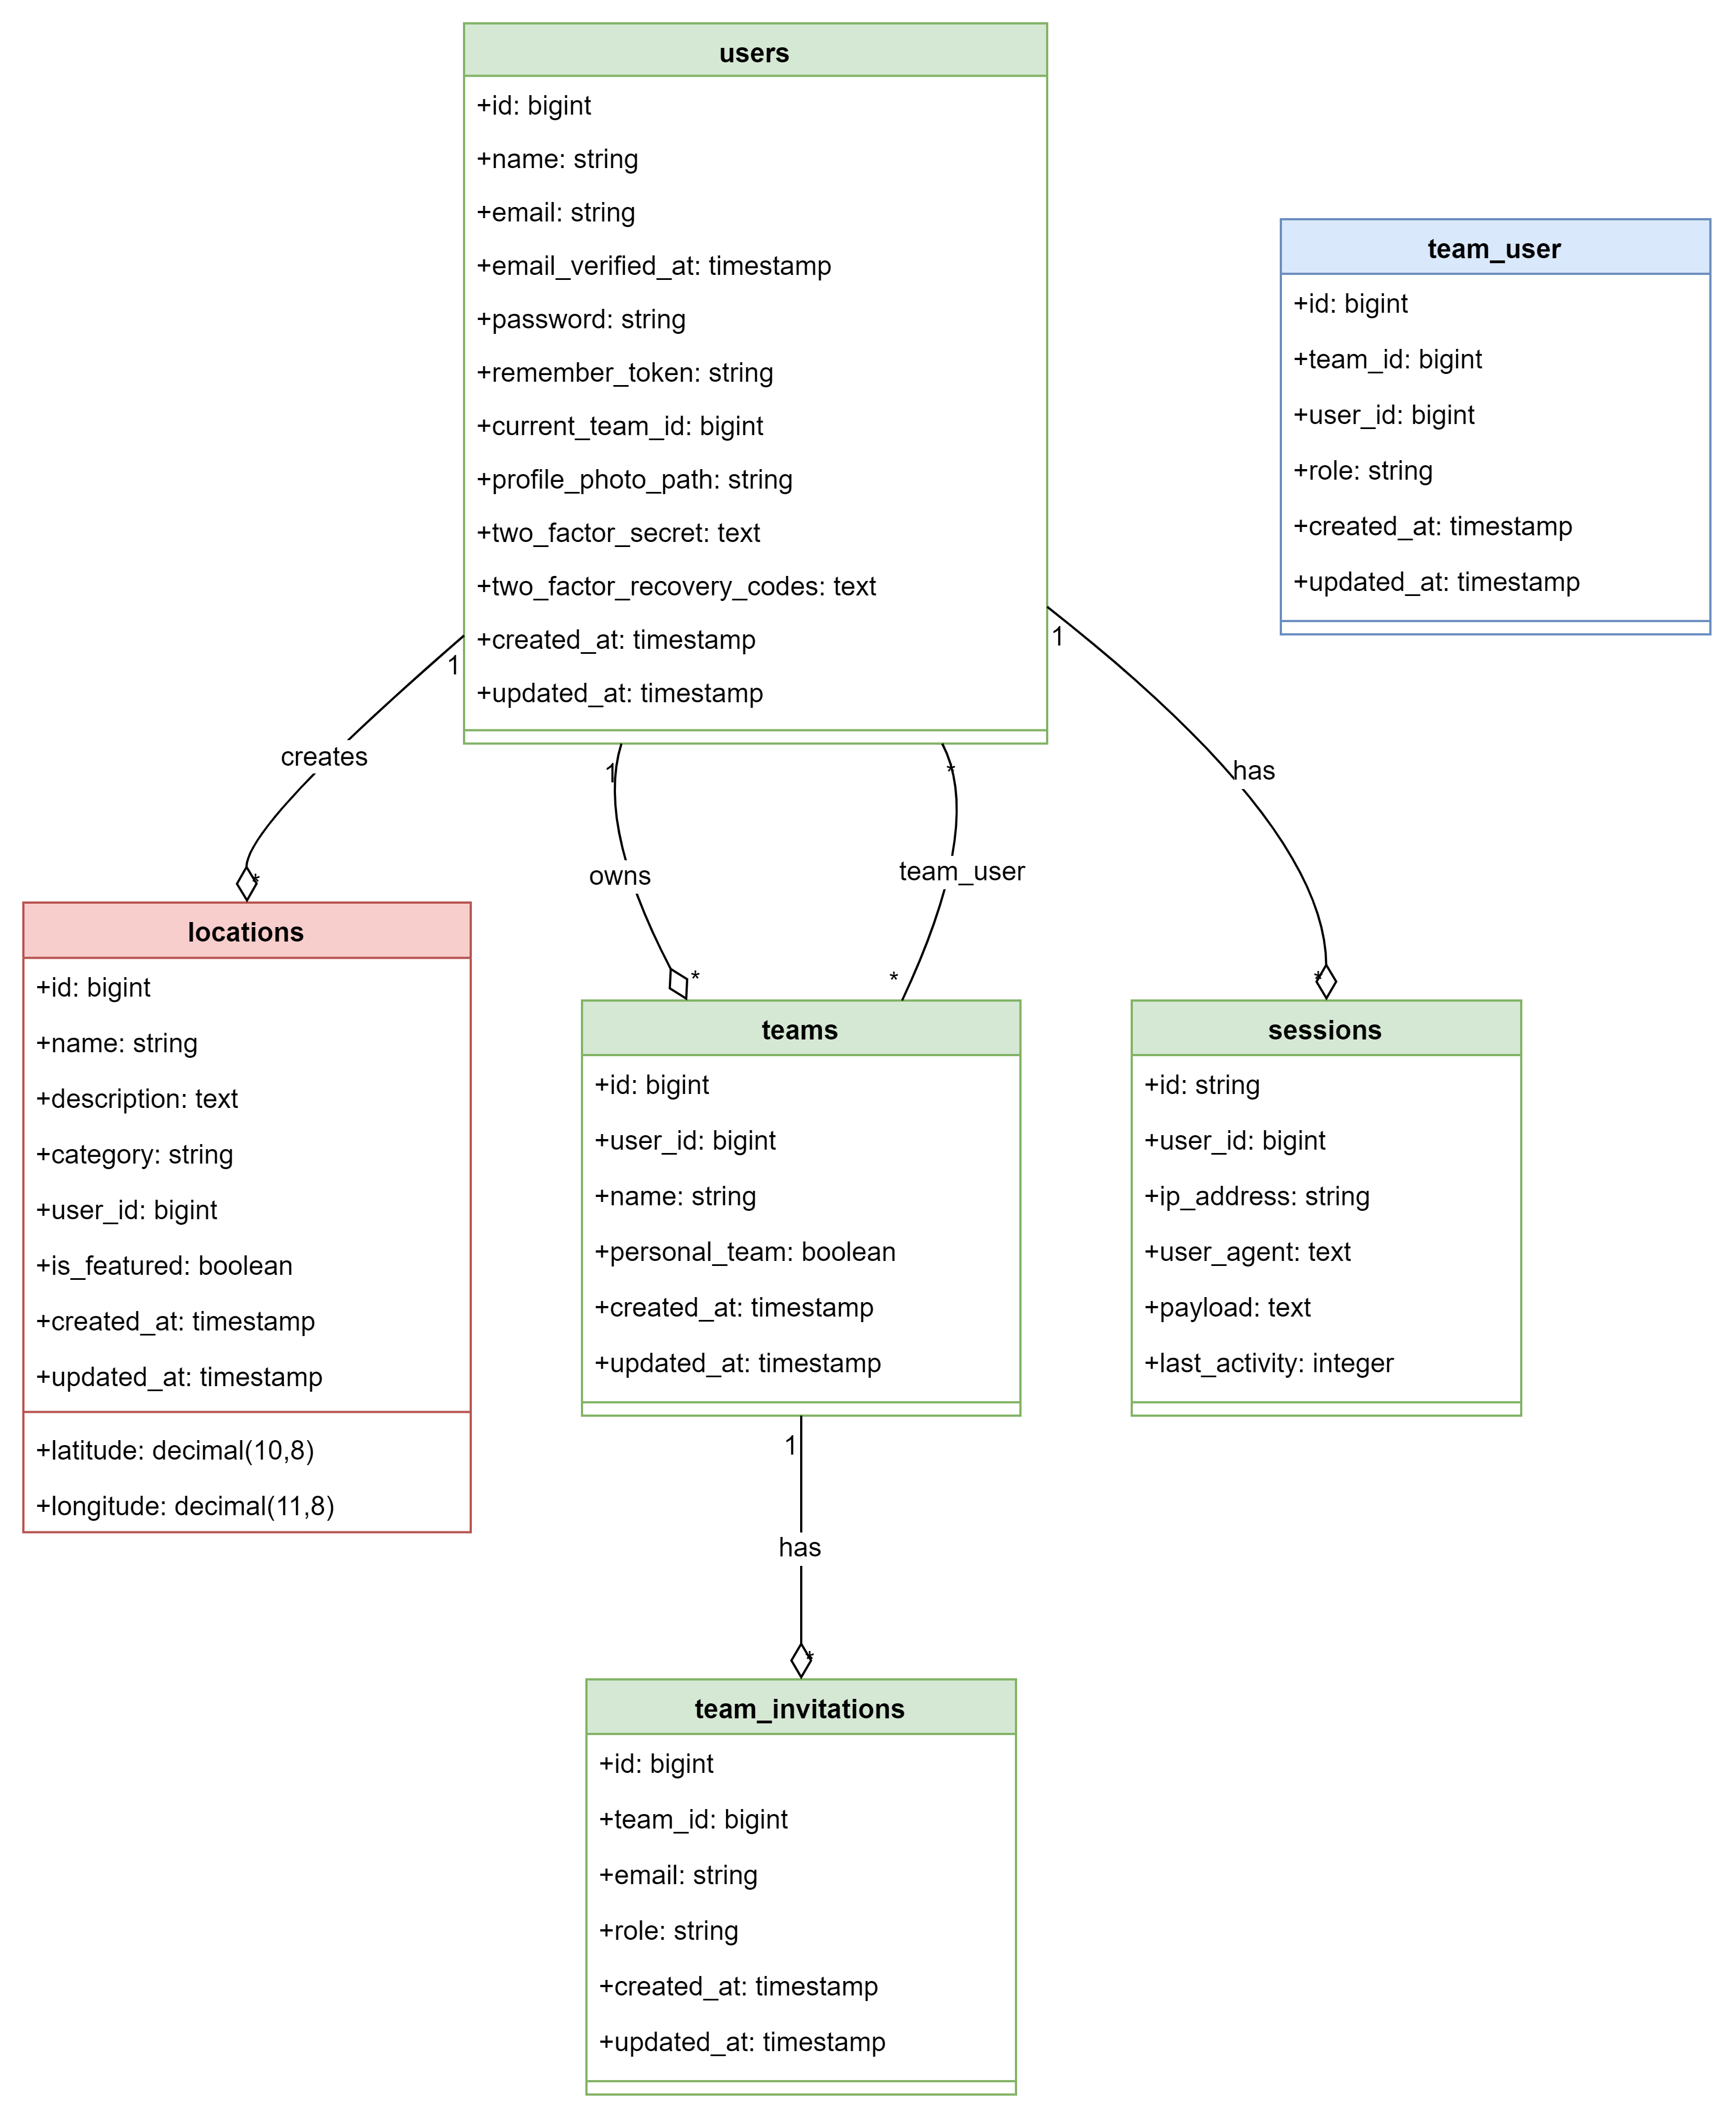 users
+id: bigint
+name: string
+email: string
+email_verified_at: timestamp
+password: string
+remember_token: string
+current_team_id: bigint
+profile_photo_path: string
+two_factor_secret: text
+two_factor_recovery_codes: text
+created_at: timestamp
+updated_at: timestamp
team_user
+id: bigint
+team_id: bigint
+user_id: bigint
+role: string
+created_at: timestamp
+updated_at: timestamp
1
creates
*
1
owns
*
*
team_user
*
1
has
*
locations
+id: bigint
+name: string
+description: text
+category: string
+user_id: bigint
+is_featured: boolean
+created_at: timestamp
+updated_at: timestamp
+latitude: decimal(10,8)
+longitude: decimal(11,8)
teams
+id: bigint
+user_id: bigint
+name: string
+personal_team: boolean
+created_at: timestamp
+updated_at: timestamp
sessions
+id: string
+user_id: bigint
+ip_address: string
+user_agent: text
+payload: text
+last_activity: integer
1
has
*
team_invitations
+id: bigint
+team_id: bigint
+email: string
+role: string
+created_at: timestamp
+updated_at: timestamp